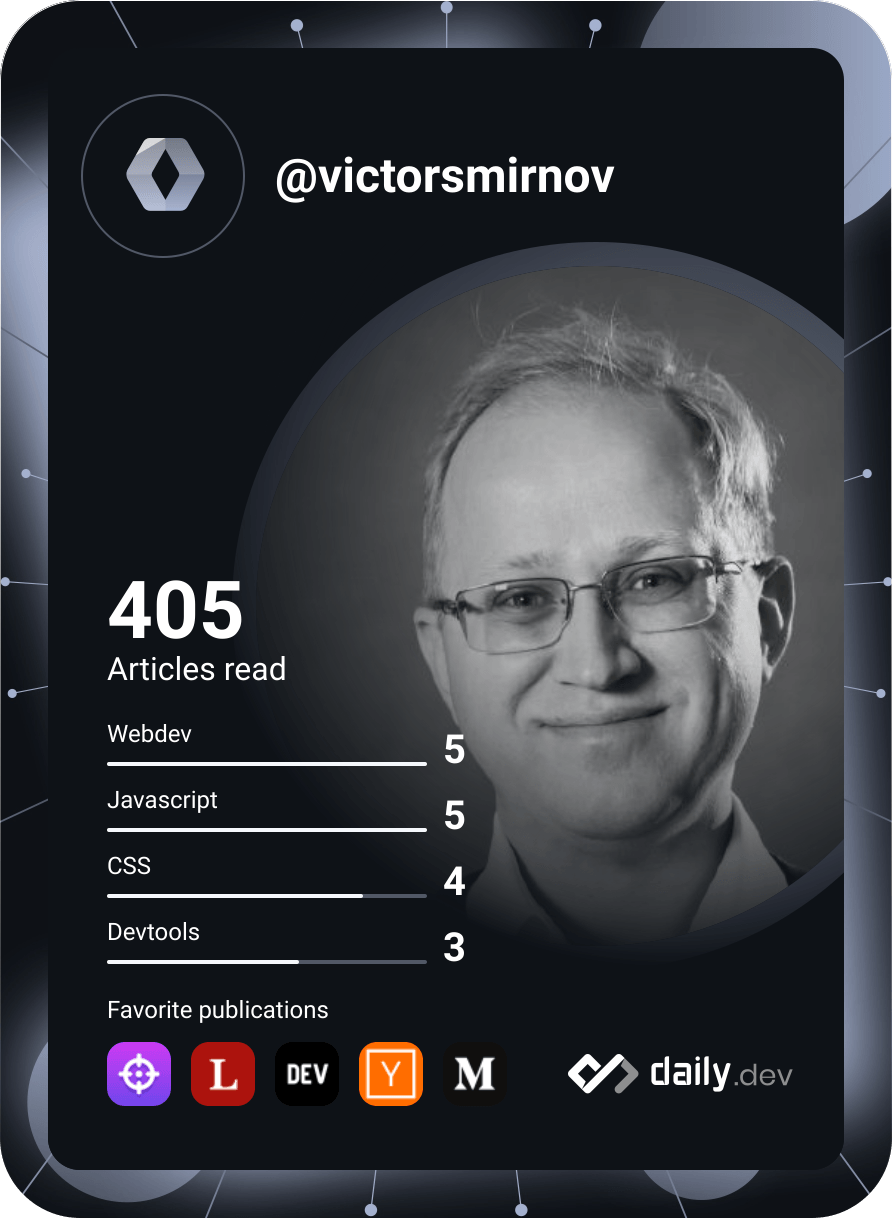 @victorsmirnov
405
Articles read
Webdev
5
Javascript
5
CSS
4
Devtools
3
Favorite publications
L
DEV
Y
M
daily.dev